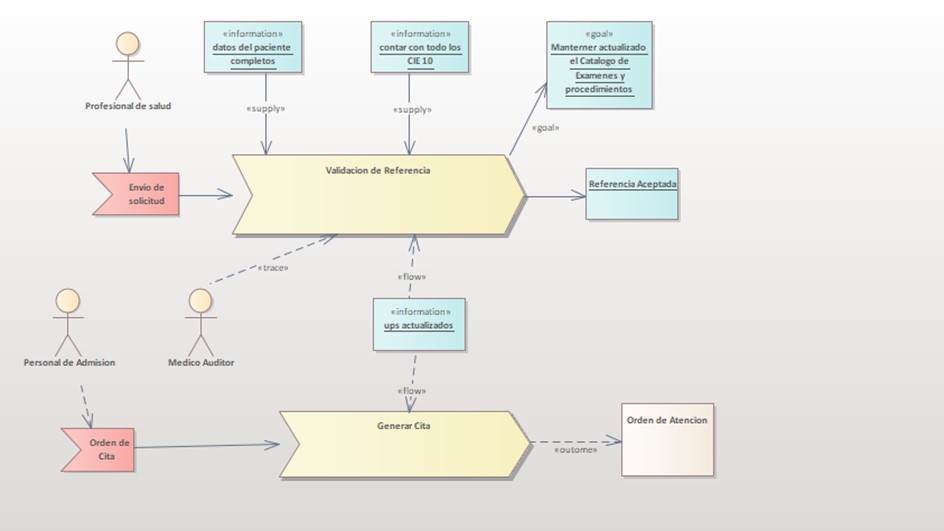 «information»
datos del paciente
completos
«information»
contar con todo los
CIE 10
«goal»
Manterner actualizado
el Catalogo de
Examenes y
procedimientos
Profesional de salud
«supply»
«supply»
«goal»
Envio de
solicitud
Validacion de Referencia
Referencia Aceptada
«trace»
«flow»
«information»
ups actualizados
Personal de Admision
Medico Auditor
«flow»
Orden de
Cita
Generar Cita
«outome»
Orden de Atencion